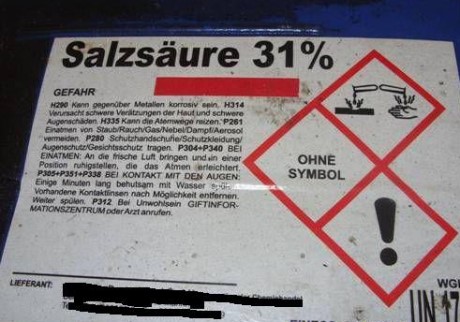 Salzsäure 31%
GEFAHR
H290 Kann gegenüber Metallen korrosiv sein. H314
Verursacht schwere Verätzungen der Haut und schwere
Augenschäden. H335 Kann die Atemwege reizen. P261
Einatmen von Staub/Rauch/Gas/Nebel/Dampf/Aerosol
vermeiden. P280 Schutzhandschuhe/Schutzkleidung/
Augenschutz/Gesichtsschutz tragen. P304+P340 BEI
EINATMEN: An die frische Luft bringen und in einer
Position ruhigstellen, die das Atmen erleichtert.
P305+P351+P338 BEI KONTAKT MIT DEN AUGEN:
Einige Minuten lang behutsam mit Wasser
Vorhandene Kontaktlinsen nach Möglichkeit entfernen.
Weiter spülen. P312 Bei Unwohlsein GIFTINFOR-
MATIONSZENTRUM oder Arzt anrufen.
OHNE
SYMBOL
LIEFERANT:
WG
UN 17